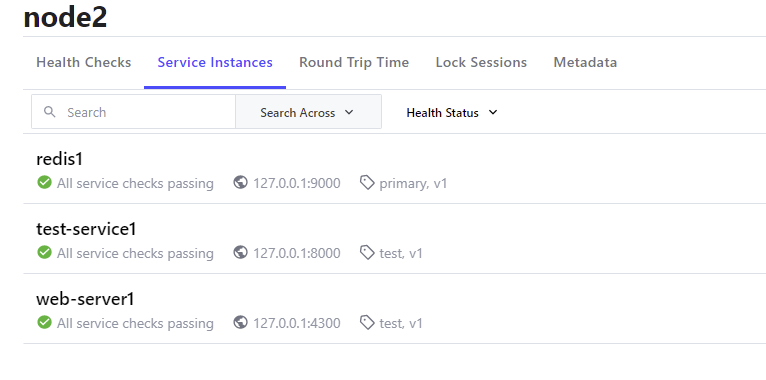 node2
Health Checks Service Instances Round Trip Time Lock Sessions Metadata
Search Search Across Health Status
redis1
All service checks passing 127.0.0.1:9000 primary, v1
test-service1
All service checks passing 127.0.0.1:8000 test, v1
web-server1
All service checks passing 127.0.0.1:4300 test, v1